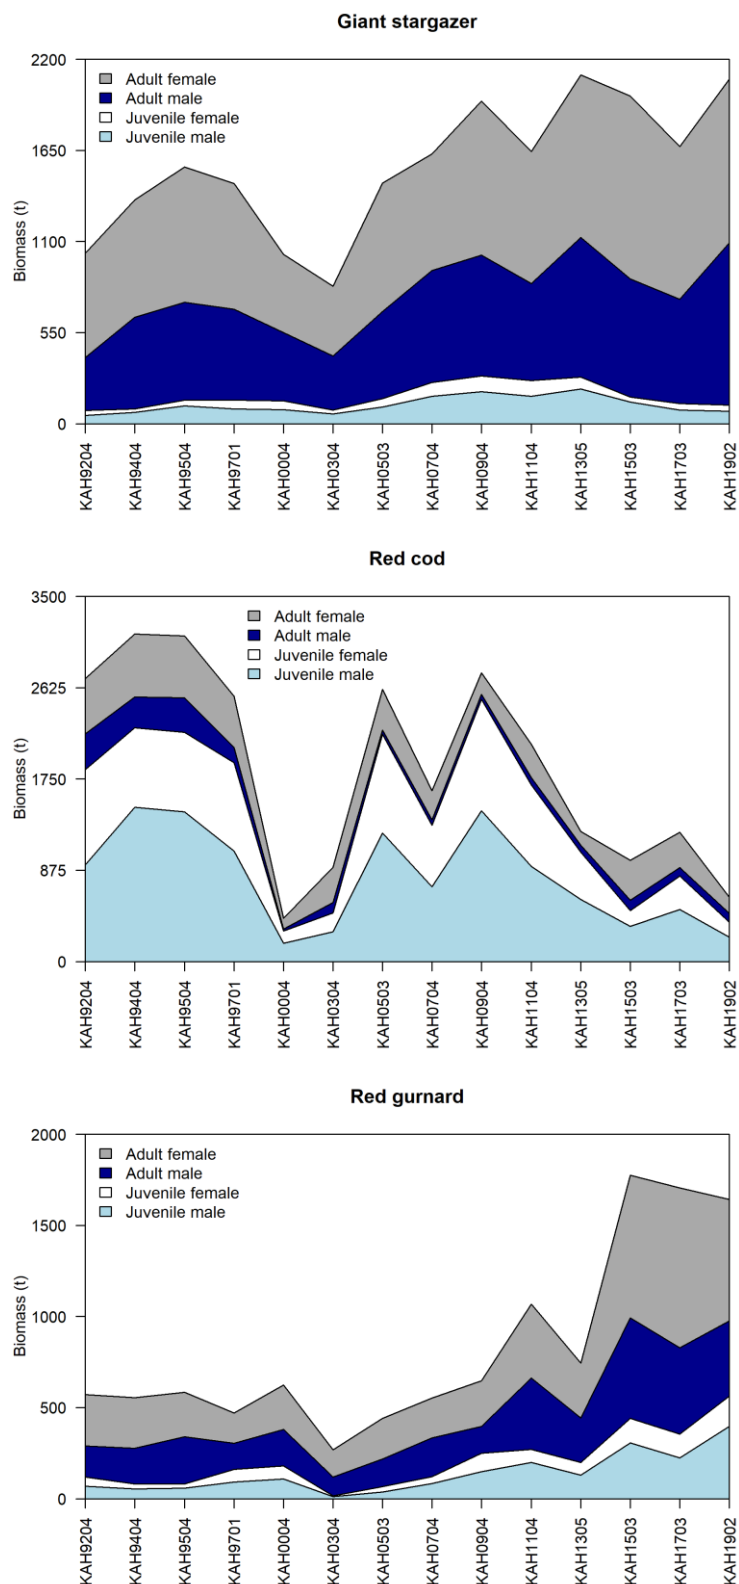 Giant stargazer
2200
1650
1100
550
0
Biomass (t)
Adult female
Adult male
Juvenile female
Juvenile male
KAH9204
KAH9404
KAH9504
KAH9701
KAH0004
KAH0304
KAH0503
KAH0704
KAH0904
KAH1104
KAH1305
KAH1503
KAH1703
KAH1902
Red cod
3500
2625
1750
875
0
Biomass (t)
Adult female
Adult male
Juvenile female
Juvenile male
KAH9204
KAH9404
KAH9504
KAH9701
KAH0004
KAH0304
KAH0503
KAH0704
KAH0904
KAH1104
KAH1305
KAH1503
KAH1703
KAH1902
Red gurnard
2000
1500
1000
500
0
Biomass (t)
Adult female
Adult male
Juvenile female
Juvenile male
KAH9204
KAH9404
KAH9504
KAH9701
KAH0004
KAH0304
KAH0503
KAH0704
KAH0904
KAH1104
KAH1305
KAH1503
KAH1703
KAH1902